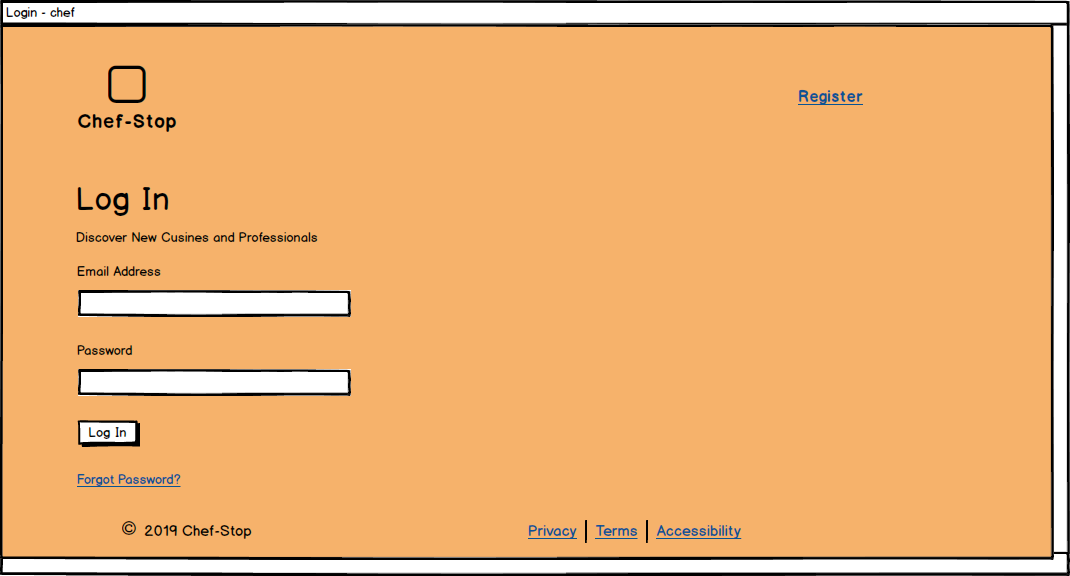 Login - chef
Register
Chef-Stop
Log In
Discover New Cusines and Professionals
Email Address
Password
Log In
Forgot Password?
© 2019 Chef-Stop
Privacy | Terms | Accessibility